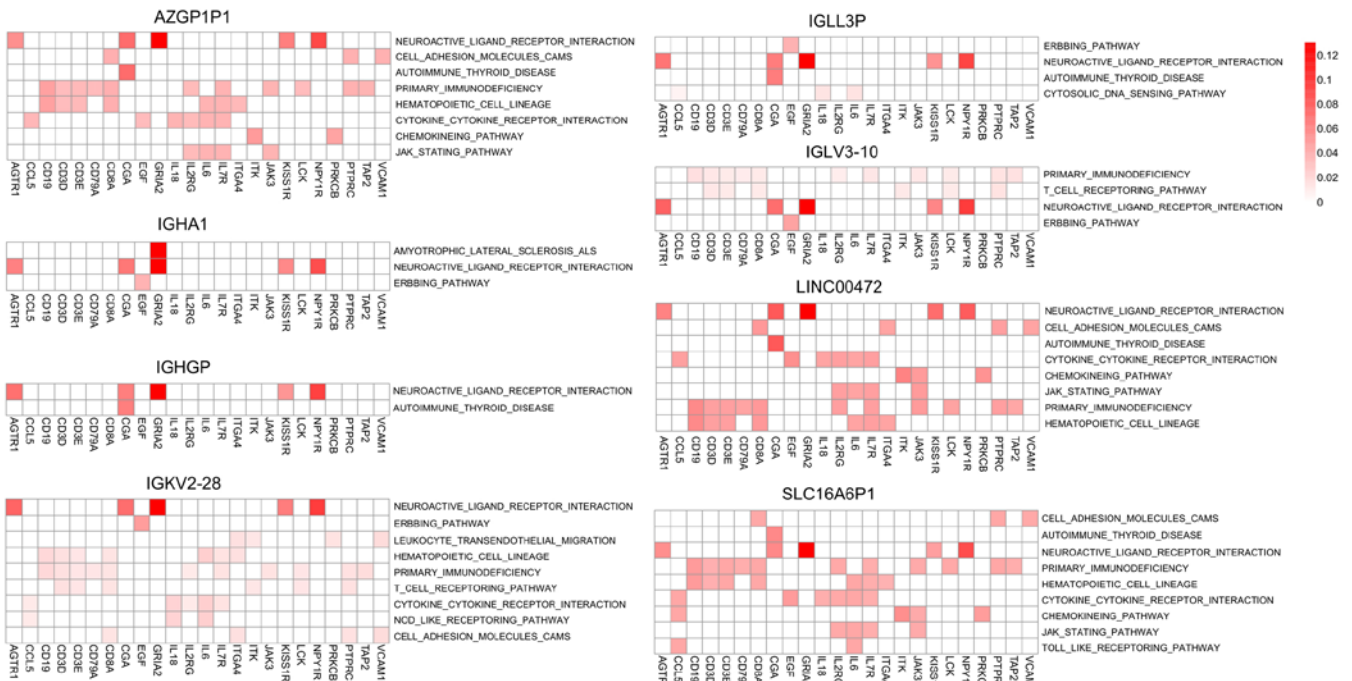 AZGP1P1
NEUROACTIVE_LIGAND_RECEPTOR_INTERACTION
CELL_ADHESION_MOLECULES_CAMS
AUTOIMMUNE_THYROID_DISEASE
PRIMARY_IMMUNODEFICIENCY
HEMATOPOIETIC_CELL_LINEAGE
CYTOKINE_CYTOKINE_RECEPTOR_INTERACTION
CHEMOKINEING_PATHWAY
JAK_STATING_PATHWAY
AGTR1 CCL5 CD19 CD3D CD3E CD79A CD8A CGA EGF GRIA2 IL18 IL2RG IL6 IL7R ITGA4 ITK JAK3 KISS1R LCK NPY1R PRKCB PTPRC TAP2 VCAM1
IGHA1
AMYOTROPHIC_LATERAL_SCLEROSIS_ALS
NEUROACTIVE_LIGAND_RECEPTOR_INTERACTION
ERBBING_PATHWAY
AGTR1 CCL5 CD19 CD3D CD3E CD79A CD8A CGA EGF GRIA2 IL18 IL2RG IL6 IL7R ITGA4 ITK JAK3 KISS1R LCK NPY1R PRKCB PTPRC TAP2 VCAM1
IGHGP
NEUROACTIVE_LIGAND_RECEPTOR_INTERACTION
AUTOIMMUNE_THYROID_DISEASE
AGTR1 CCL5 CD19 CD3D CD3E CD79A CD8A CGA EGF GRIA2 IL18 IL2RG IL6 IL7R ITGA4 ITK JAK3 KISS1R LCK NPY1R PRKCB PTPRC TAP2 VCAM1
IGKV2-28
NEUROACTIVE_LIGAND_RECEPTOR_INTERACTION
ERBBING_PATHWAY
LEUKOCYTE_TRANSENDOTHELIAL_MIGRATION
HEMATOPOIETIC_CELL_LINEAGE
PRIMARY_IMMUNODEFICIENCY
T_CELL_RECEPTORING_PATHWAY
CYTOKINE_CYTOKINE_RECEPTOR_INTERACTION
NCD_LIKE_RECEPTORING_PATHWAY
CELL_ADHESION_MOLECULES_CAMS
AGTR1 CCL5 CD19 CD3D CD3E CD79A CD8A CGA EGF GRIA2 IL18 IL2RG IL6 IL7R ITGA4 ITK JAK3 KISS1R LCK NPY1R PRKCB PTPRC TAP2 VCAM1
IGLL3P
ERBBING_PATHWAY
NEUROACTIVE_LIGAND_RECEPTOR_INTERACTION
AUTOIMMUNE_THYROID_DISEASE
CYTOSOLIC_DNA_SENSING_PATHWAY
AGTR1 CCL5 CD19 CD3D CD3E CD79A CD8A CGA EGF GRIA2 IL18 IL2RG IL6 IL7R ITGA4 ITK JAK3 KISS1R LCK NPY1R PRKCB PTPRC TAP2 VCAM1
0.12
0.1
0.08
0.06
0.04
0.02
0
IGLV3-10
PRIMARY_IMMUNODEFICIENCY
T_CELL_RECEPTORING_PATHWAY
NEUROACTIVE_LIGAND_RECEPTOR_INTERACTION
ERBBING_PATHWAY
AGTR1 CCL5 CD19 CD3D CD3E CD79A CD8A CGA EGF GRIA2 IL18 IL2RG IL6 IL7R ITGA4 ITK JAK3 KISS1R LCK NPY1R PRKCB PTPRC TAP2 VCAM1
LINC00472
NEUROACTIVE_LIGAND_RECEPTOR_INTERACTION
CELL_ADHESION_MOLECULES_CAMS
AUTOIMMUNE_THYROID_DISEASE
CYTOKINE_CYTOKINE_RECEPTOR_INTERACTION
CHEMOKINEING_PATHWAY
JAK_STATING_PATHWAY
PRIMARY_IMMUNODEFICIENCY
HEMATOPOIETIC_CELL_LINEAGE
AGTR1 CCL5 CD19 CD3D CD3E CD79A CD8A CGA EGF GRIA2 IL18 IL2RG IL6 IL7R ITGA4 ITK JAK3 KISS1R LCK NPY1R PRKCB PTPRC TAP2 VCAM1
SLC16A6P1
CELL_ADHESION_MOLECULES_CAMS
AUTOIMMUNE_THYROID_DISEASE
NEUROACTIVE_LIGAND_RECEPTOR_INTERACTION
PRIMARY_IMMUNODEFICIENCY
HEMATOPOIETIC_CELL_LINEAGE
CYTOKINE_CYTOKINE_RECEPTOR_INTERACTION
CHEMOKINEING_PATHWAY
JAK_STATING_PATHWAY
TOLL_LIKE_RECEPTORING_PATHWAY
AGTR1 CCL5 CD19 CD3D CD3E CD79A CD8A CGA EGF GRIA2 IL18 IL2RG IL6 IL7R ITGA4 ITK JAK3 KISS1R LCK NPY1R PRKC PTPR TAP2 VCAM